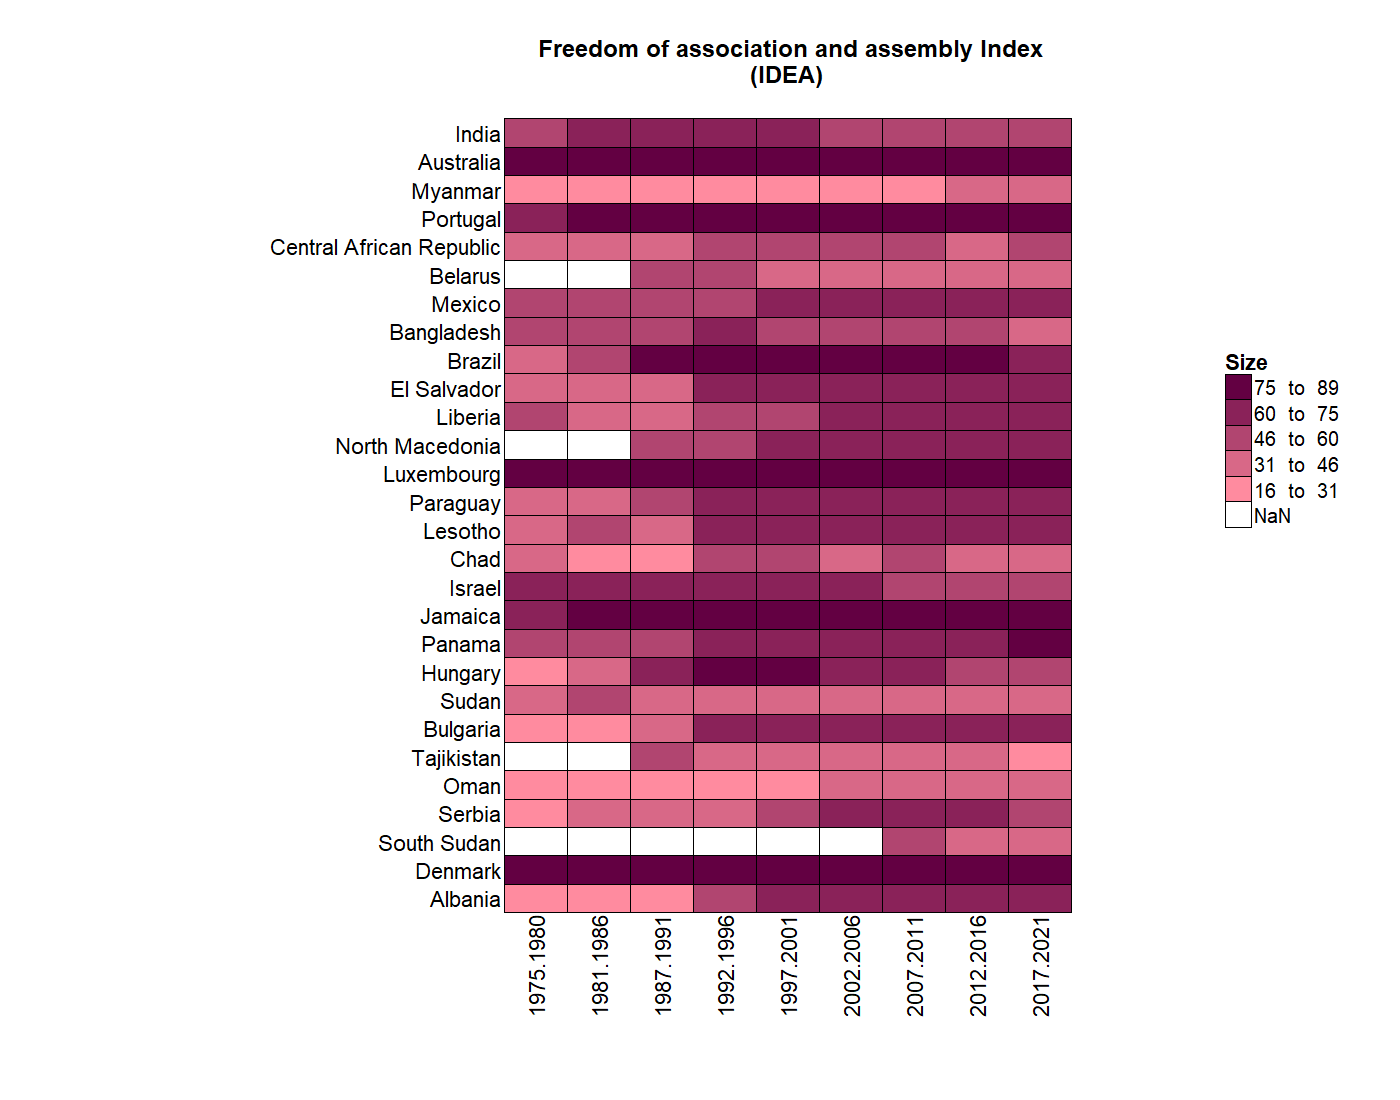 Freedom of association and assembly Index
(IDEA)
India
Australia
Myanmar
Portugal
Central African Republic
Belarus
Mexico
Bangladesh
Brazil
El Salvador
Liberia
North Macedonia
Luxembourg
Paraguay
Lesotho
Chad
Israel
Jamaica
Panama
Hungary
Sudan
Bulgaria
Tajikistan
Oman
Serbia
South Sudan
Denmark
Albania
1975.1980
1981.1986
1987.1991
1992.1996
1997.2001
2002.2006
2007.2011
2012.2016
2017.2021
Size
75 to 89
60 to 75
46 to 60
31 to 46
16 to 31
NaN